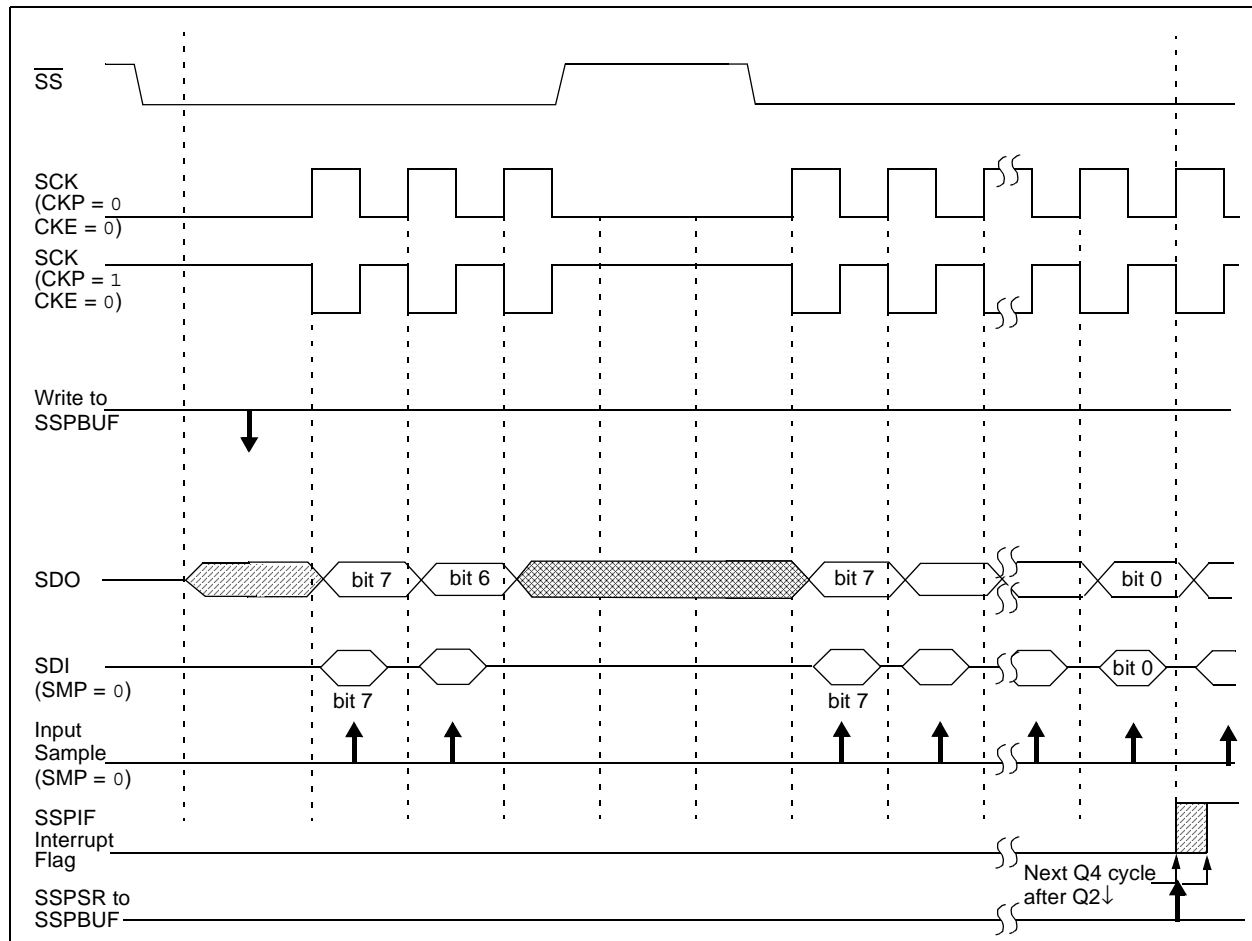 SS
SCK
(CKP = 0
CKE = 0)
SCK
(CKP = 1
CKE = 0)
Write to
SSPBUF
SDO
bit 7
bit 6
bit 7
bit 0
SDI
(SMP = 0)
bit 7
bit 7
bit 0
Input
Sample
(SMP = 0)
SSPIF
Interrupt
Flag
Next Q4 cycle
after Q2↓
SSPSR to
SSPBUF